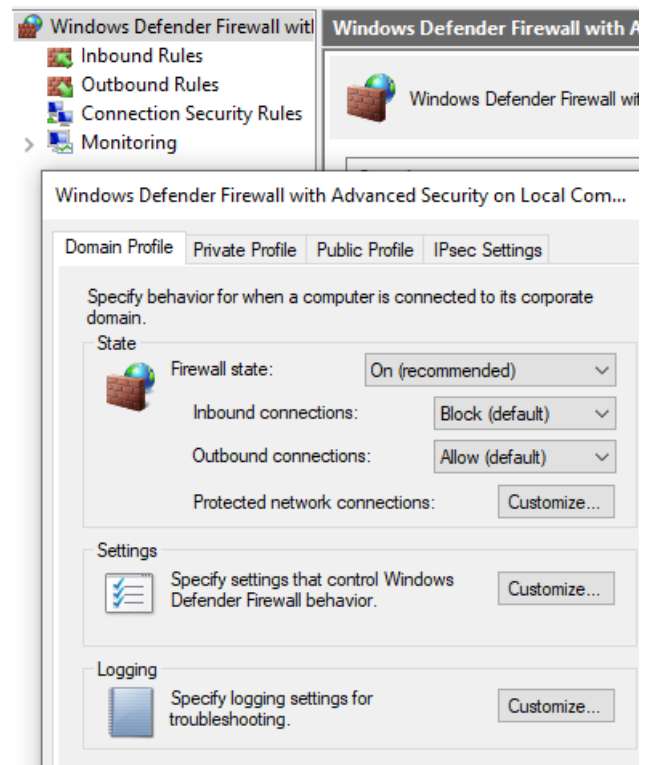 Windows Defender Firewall with
Windows Defender Firewall with A
Inbound Rules
Outbound Rules
Connection Security Rules
Monitoring
Windows Defender Firewall wit
Windows Defender Firewall with Advanced Security on Local Com...
Domain Profile Private Profile Public Profile IPsec Settings
Specify behavior for when a computer is connected to its corporate
domain.
State
Firewall state: On (recommended)
Inbound connections: Block (default)
Outbound connections: Allow (default)
Protected network connections: Customize...
Settings
Specify settings that control Windows
Defender Firewall behavior.
Customize...
Logging
Specify logging settings for
troubleshooting.
Customize...